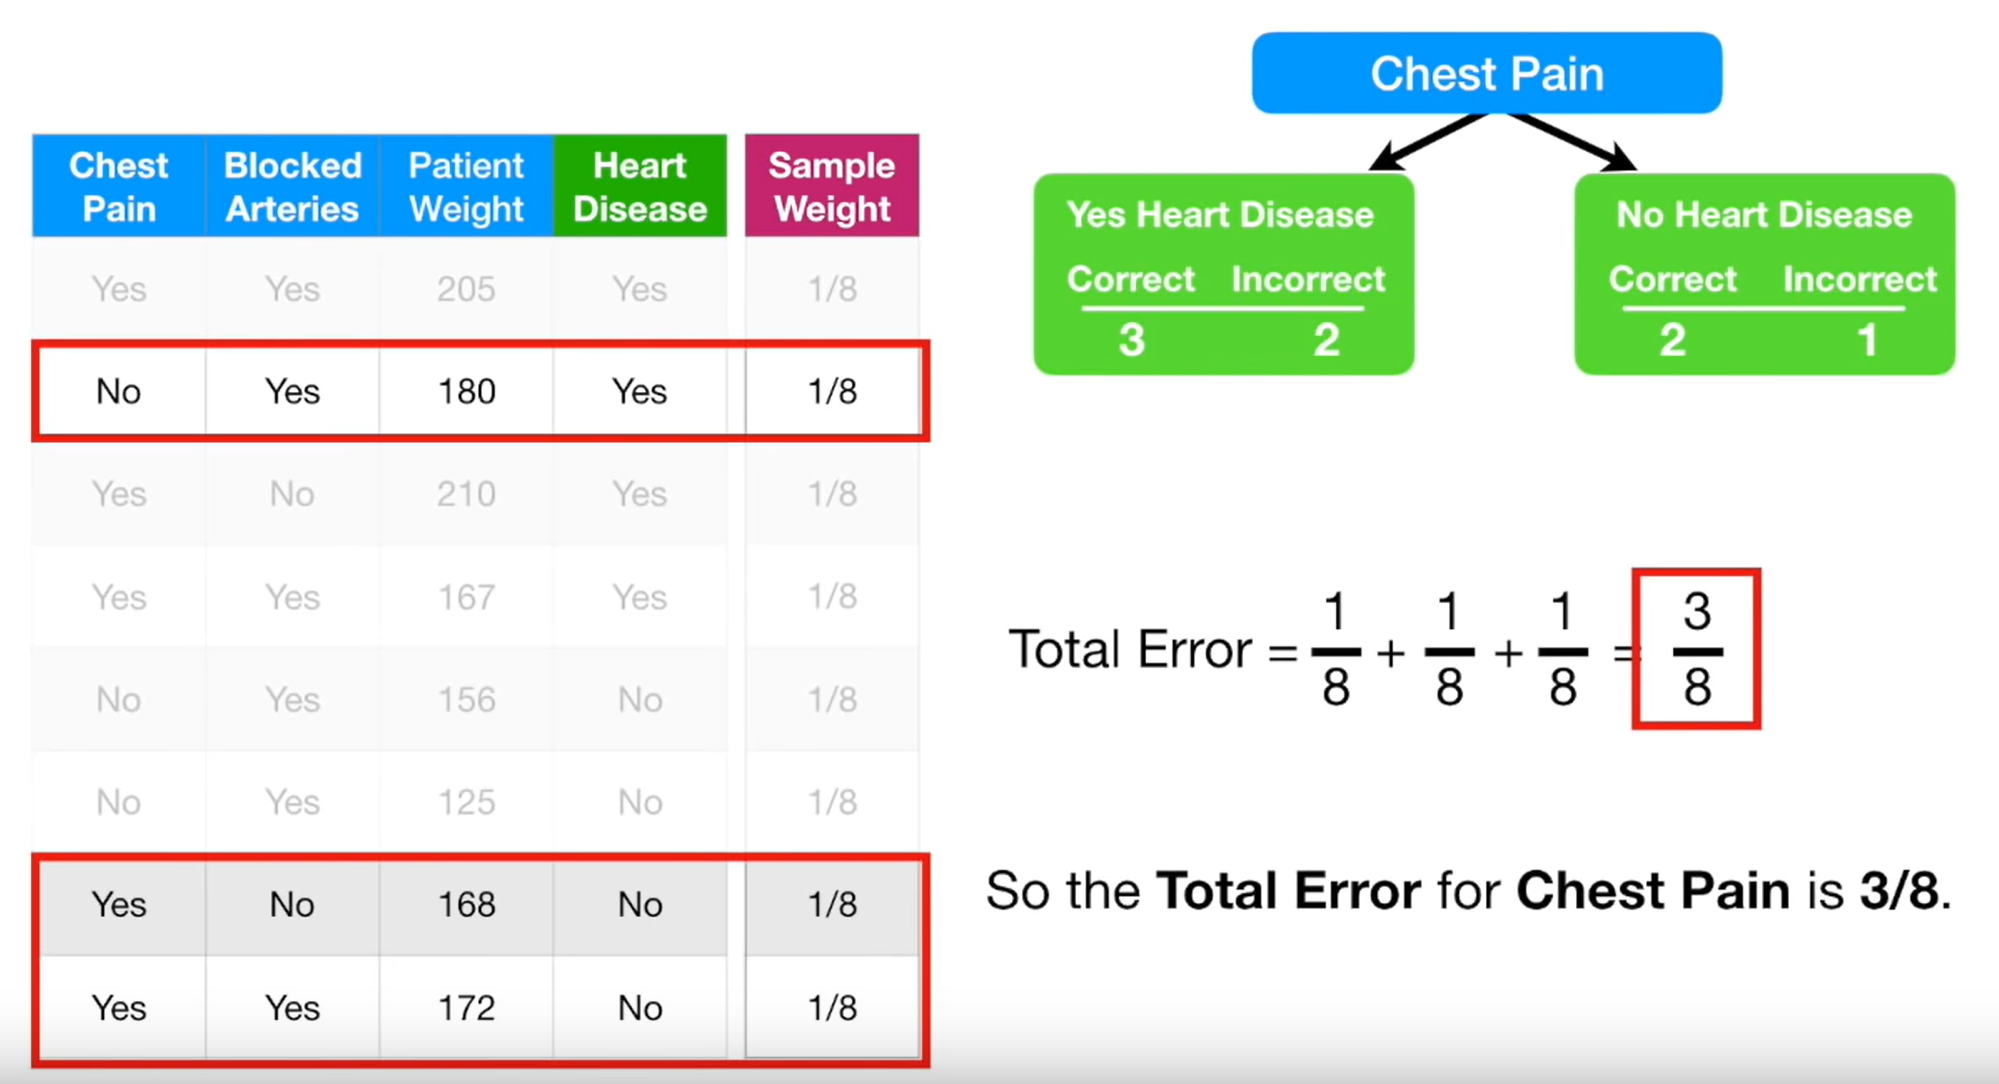 Chest Pain
Chest Pain Blocked Arteries Patient Weight Heart Disease Sample Weight
Yes Yes 205 Yes 1/8
No Yes 180 Yes 1/8
Yes No 210 Yes 1/8
Yes Yes 167 Yes 1/8
No Yes 156 No 1/8
No Yes 125 No 1/8
Yes No 168 No 1/8
Yes Yes 172 No 1/8
Yes Heart Disease
Correct Incorrect
3 2
No Heart Disease
Correct Incorrect
2 1
Total Error = 1/8 + 1/8 + 1/8 = 3/8
So the Total Error for Chest Pain is 3/8.